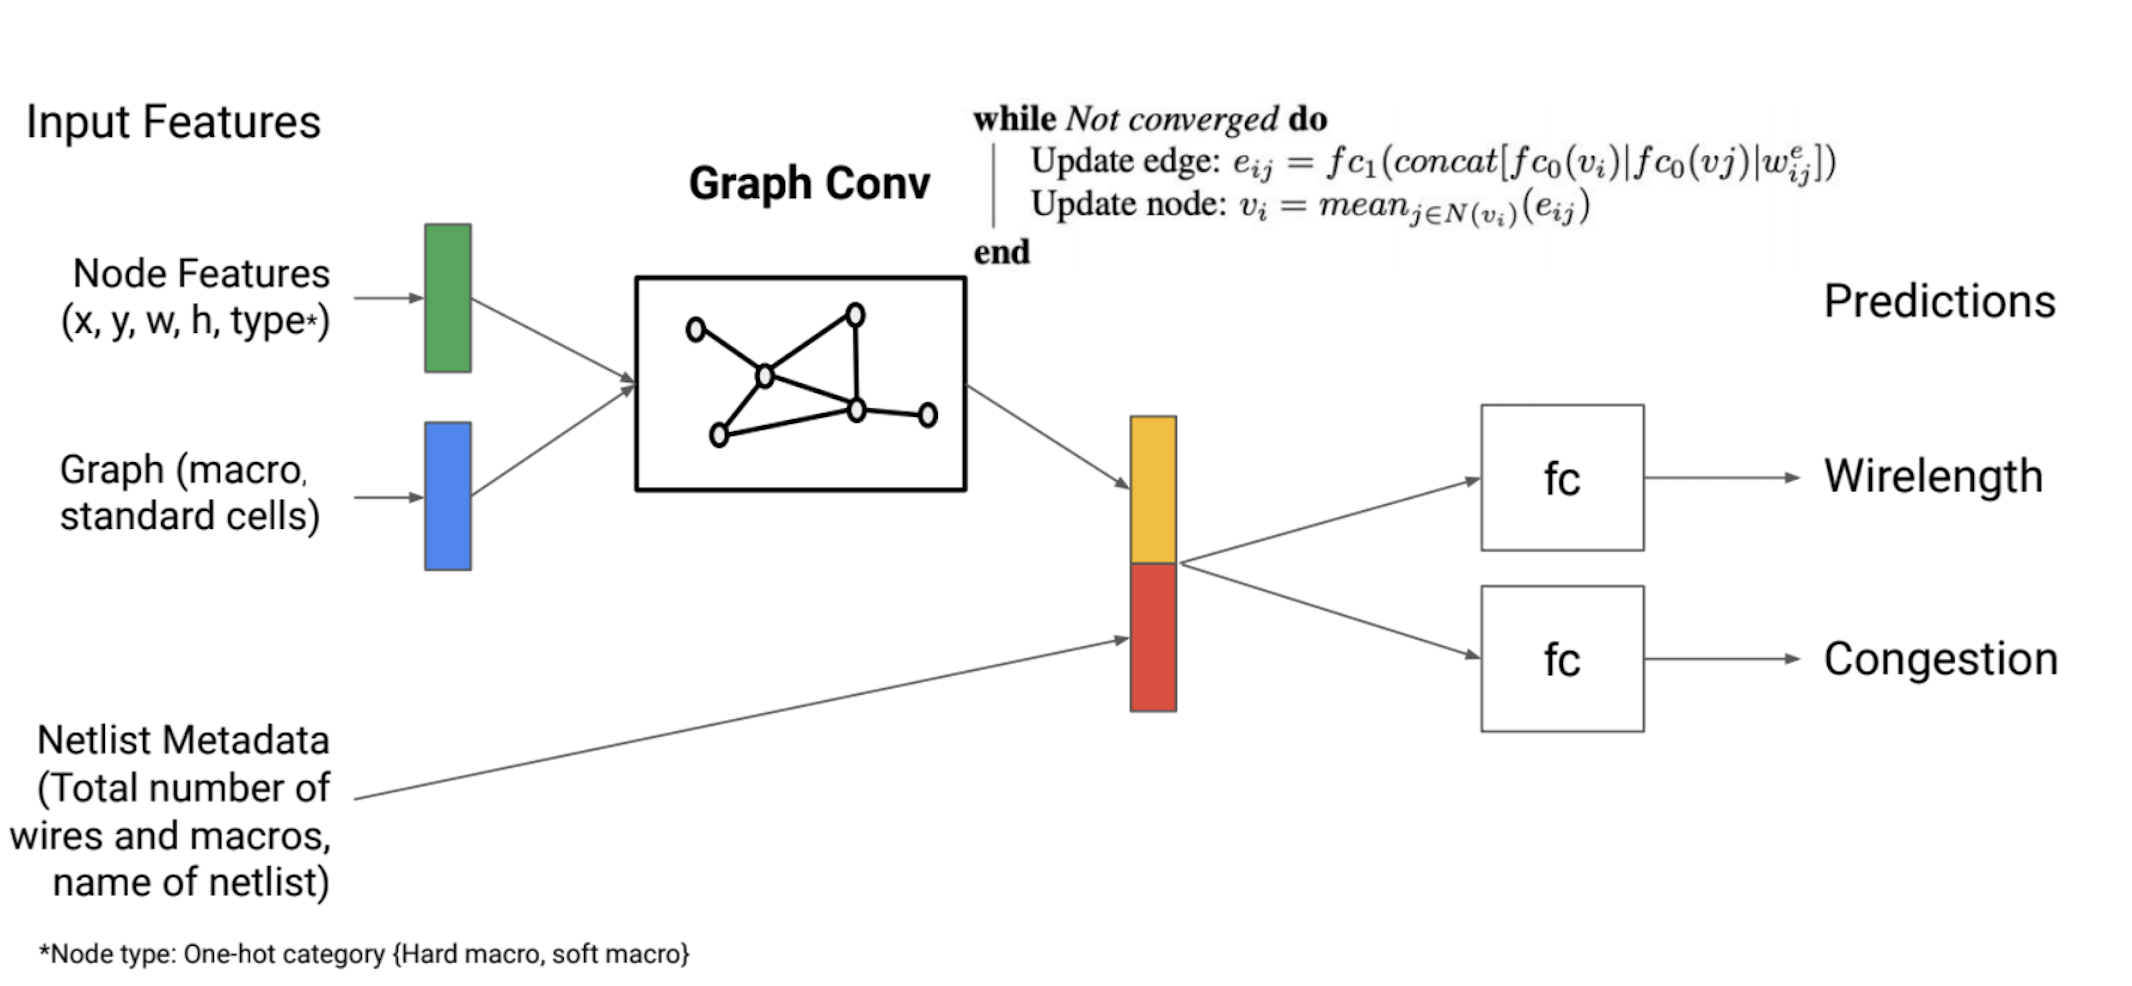 Input Features
while Not converged do
Update edge: e_{ij} = fc_1(concat[fc_0(v_i)|fc_0(vj)|w^e_{ij}])
Update node: v_i = mean_{j∈N(v_i)}(e_{ij})
end
Graph Conv
Node Features
(x, y, w, h, type*)
Graph (macro,
standard cells)
Netlist Metadata
(Total number of
wires and macros,
name of netlist)
Predictions
fc
Wirelength
fc
Congestion
*Node type: One-hot category {Hard macro, soft macro}